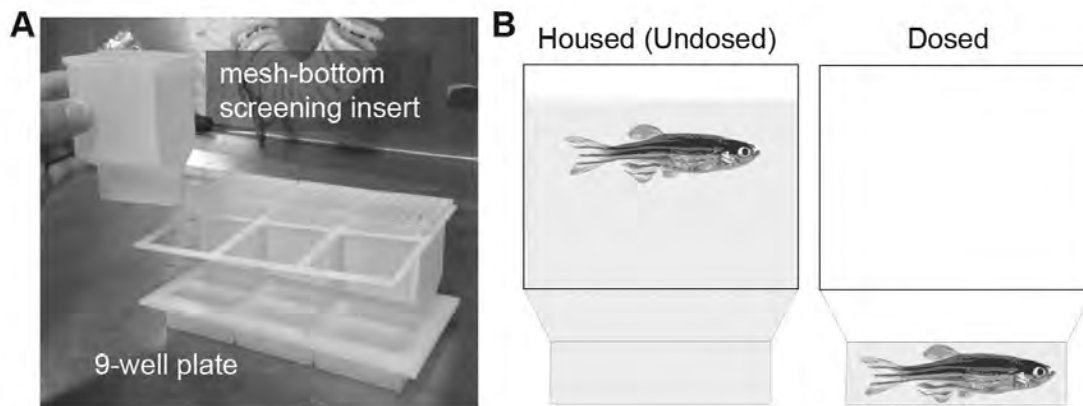 A
mesh-bottom
screening insert
9-well plate
B
Housed (Undosed)
Dosed